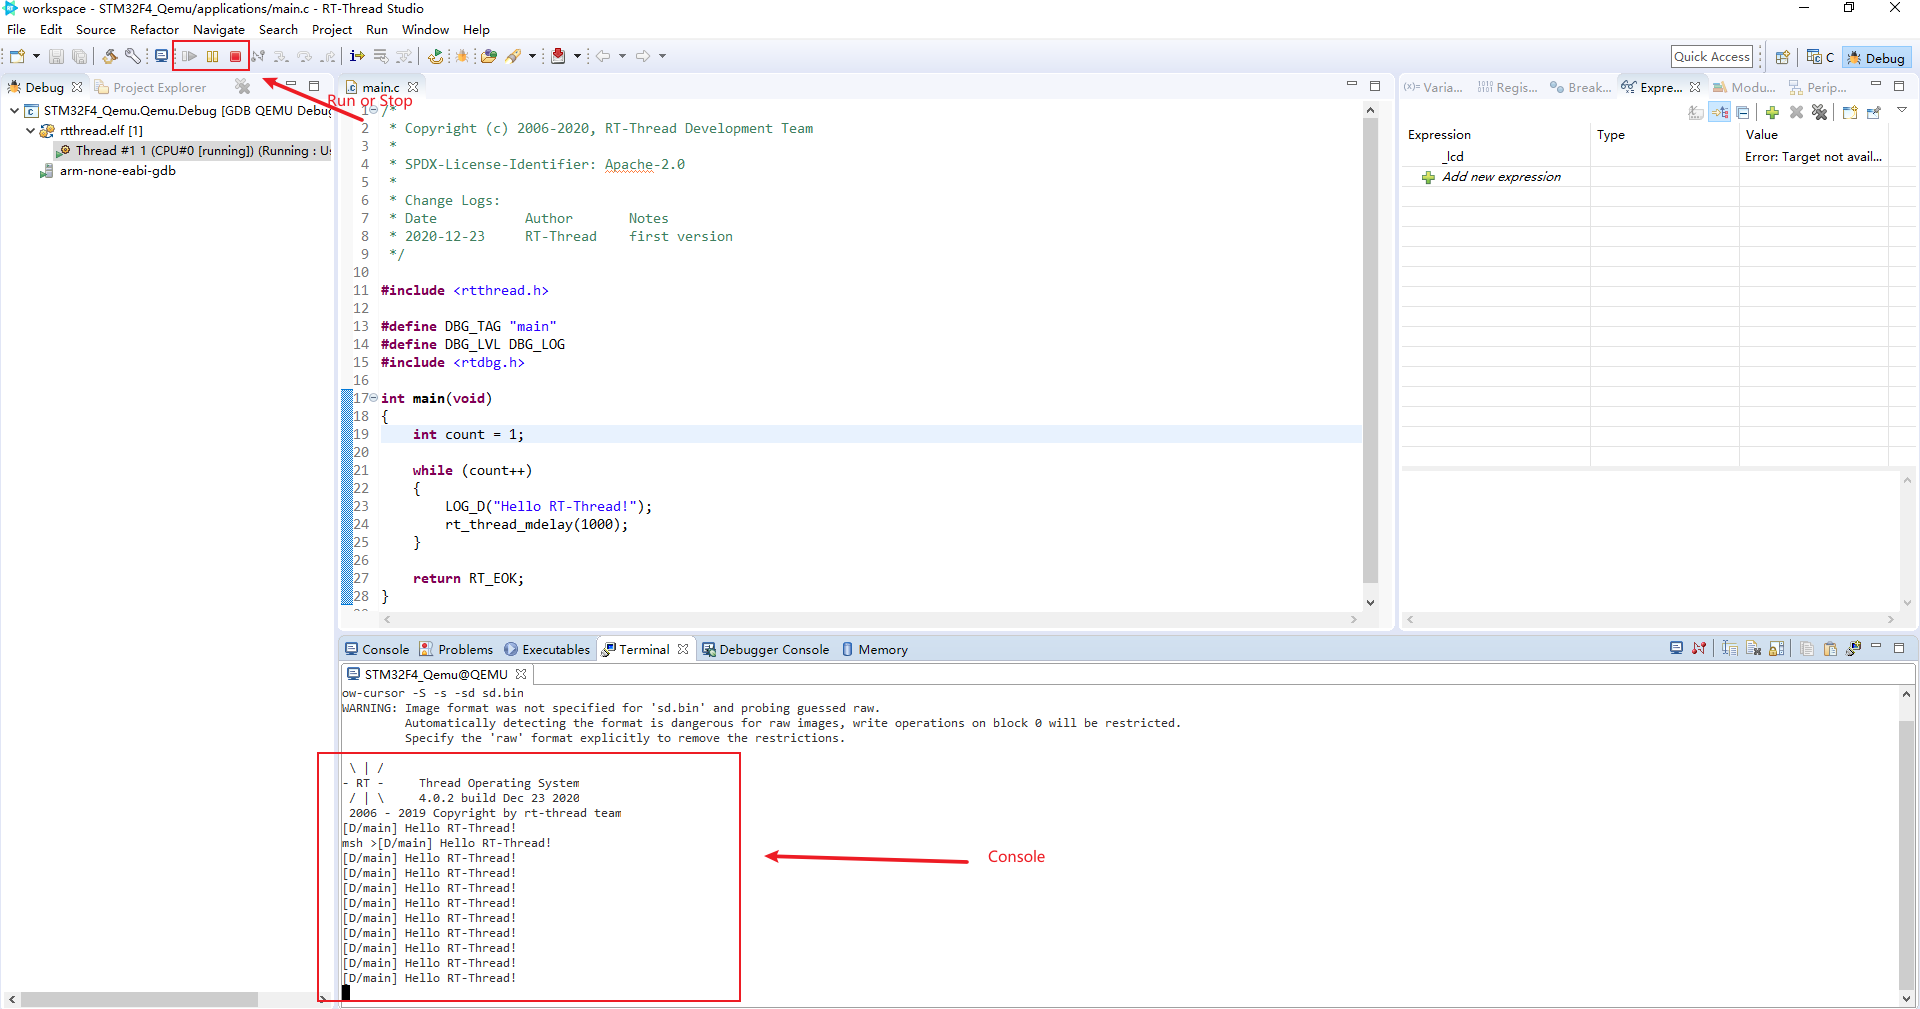 workspace - STM32F4_Qemu/applications/main.c - RT-Thread Studio
File Edit Source Refactor Navigate Search Project Run Window Help
Quick Access C Debug
Debug Project Explorer
STM32F4_Qemu.Qemu.Debug [GDB QEMU Debug
rtthread.elf [1]
Thread #1 1 (CPU#0 [running]) (Running : Us
arm-none-eabi-gdb
Run or Stop
main.c
1 /*
2 * Copyright (c) 2006-2020, RT-Thread Development Team
3 *
4 * SPDX-License-Identifier: Apache-2.0
5 *
6 * Change Logs:
7 * Date Author Notes
8 * 2020-12-23 RT-Thread first version
9 */
10
11 #include <rtthread.h>
12
13 #define DBG_TAG "main"
14 #define DBG_LVL DBG_LOG
15 #include <rtdbg.h>
16
17 int main(void)
18 {
19 int count = 1;
20
21 while (count++)
22 {
23 LOG_D("Hello RT-Thread!");
24 rt_thread_mdelay(1000);
25 }
26
27 return RT_EOK;
28 }
(x)= Varia... Regis... Break... Expre... Modu... Perip...
Expression Type Value
_lcd Error: Target not avail...
Add new expression
Console Problems Executables Terminal Debugger Console Memory
STM32F4_Qemu@QEMU
ow-cursor -S -s -sd sd.bin
WARNING: Image format was not specified for 'sd.bin' and probing guessed raw.
Automatically detecting the format is dangerous for raw images, write operations on block 0 will be restricted.
Specify the 'raw' format explicitly to remove the restrictions.
\ | /
- RT - Thread Operating System
/ | \ 4.0.2 build Dec 23 2020
2006 - 2019 Copyright by rt-thread team
[D/main] Hello RT-Thread!
msh >[D/main] Hello RT-Thread!
[D/main] Hello RT-Thread!
[D/main] Hello RT-Thread!
[D/main] Hello RT-Thread!
[D/main] Hello RT-Thread!
[D/main] Hello RT-Thread!
[D/main] Hello RT-Thread!
[D/main] Hello RT-Thread!
[D/main] Hello RT-Thread!
[D/main] Hello RT-Thread!
Console